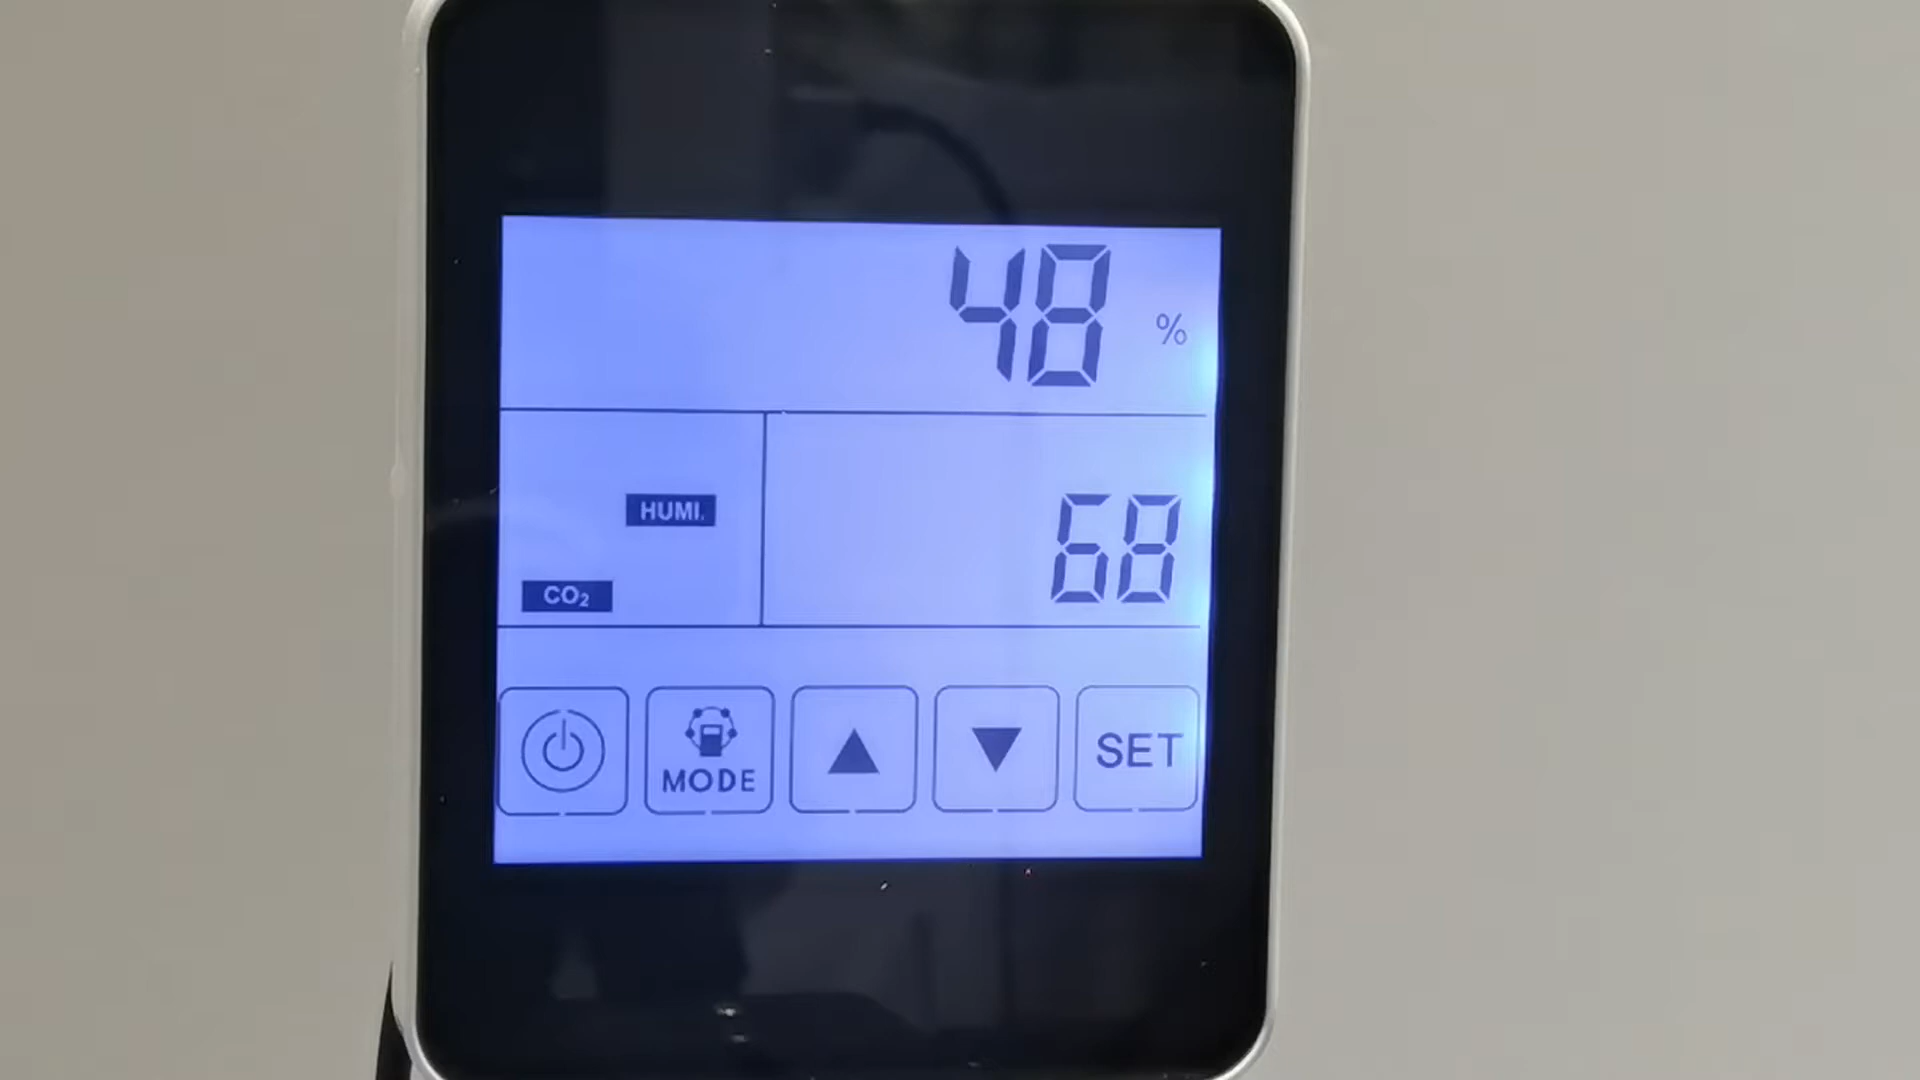 48 %
HUMI.
68
CO₂
MODE
SET